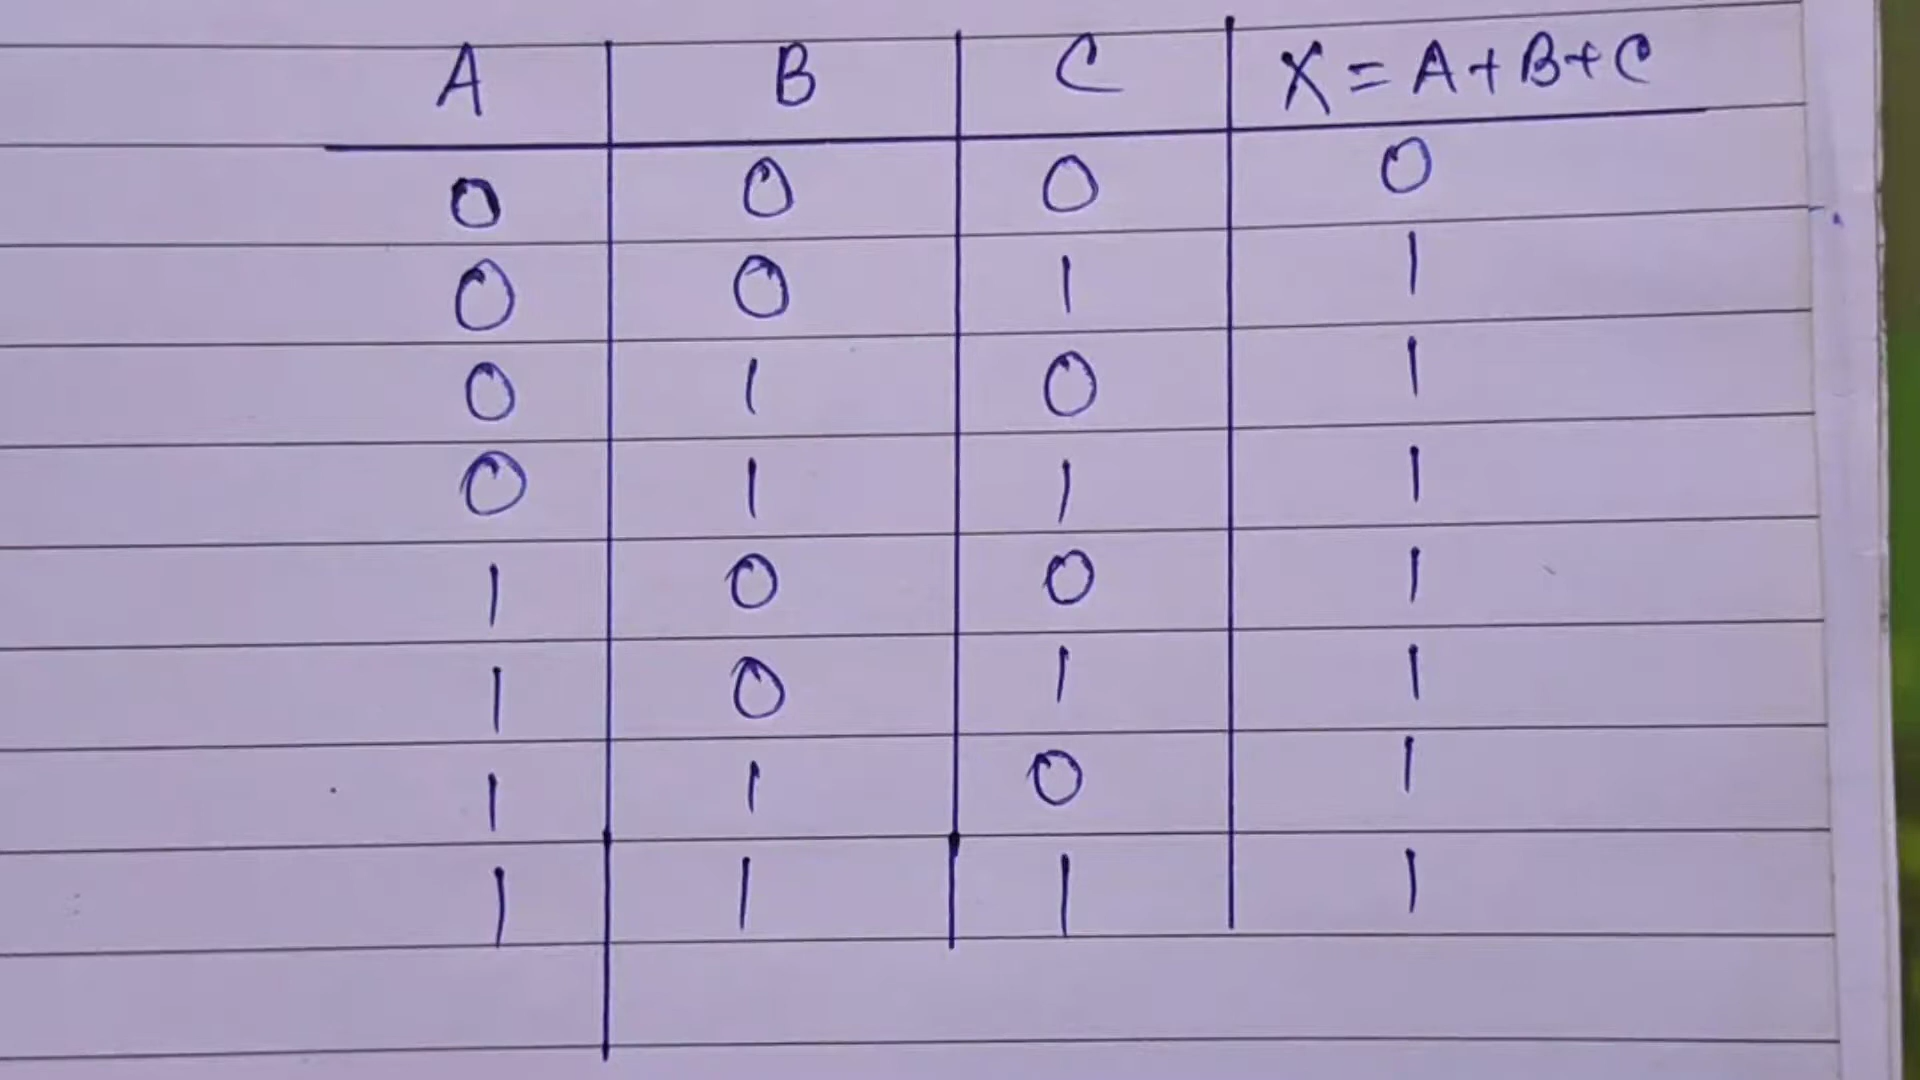 A B C X = A + B + C
0 0 0 0
0 0 1 1
0 1 0 1
0 1 1 1
1 0 0 1
1 0 1 1
1 1 0 1
1 1 1 1